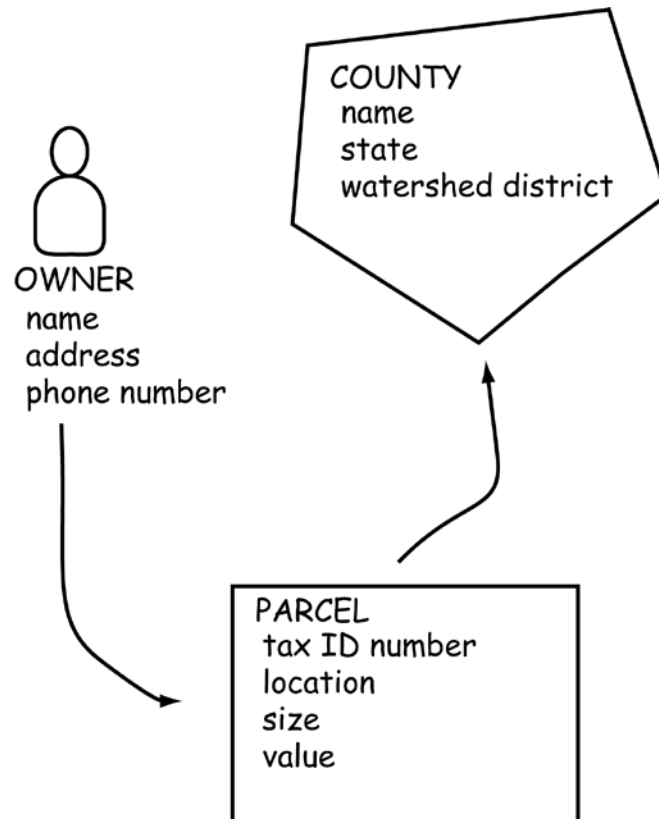 COUNTY
name
state
watershed district
OWNER
name
address
phone number
PARCEL
tax ID number
location
size
value